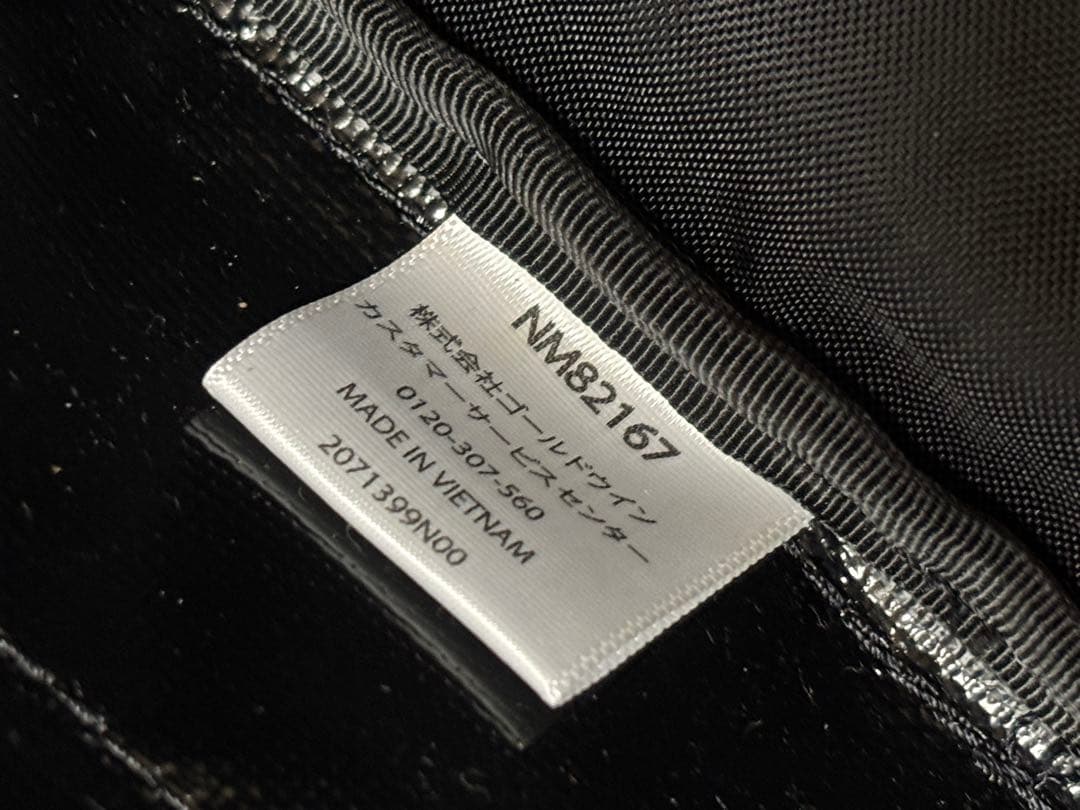 NM82167
株式会社ゴールドウイン
カスタマーサービスセンター
0120-307-560
MADE IN VIETNAM
2071399N00